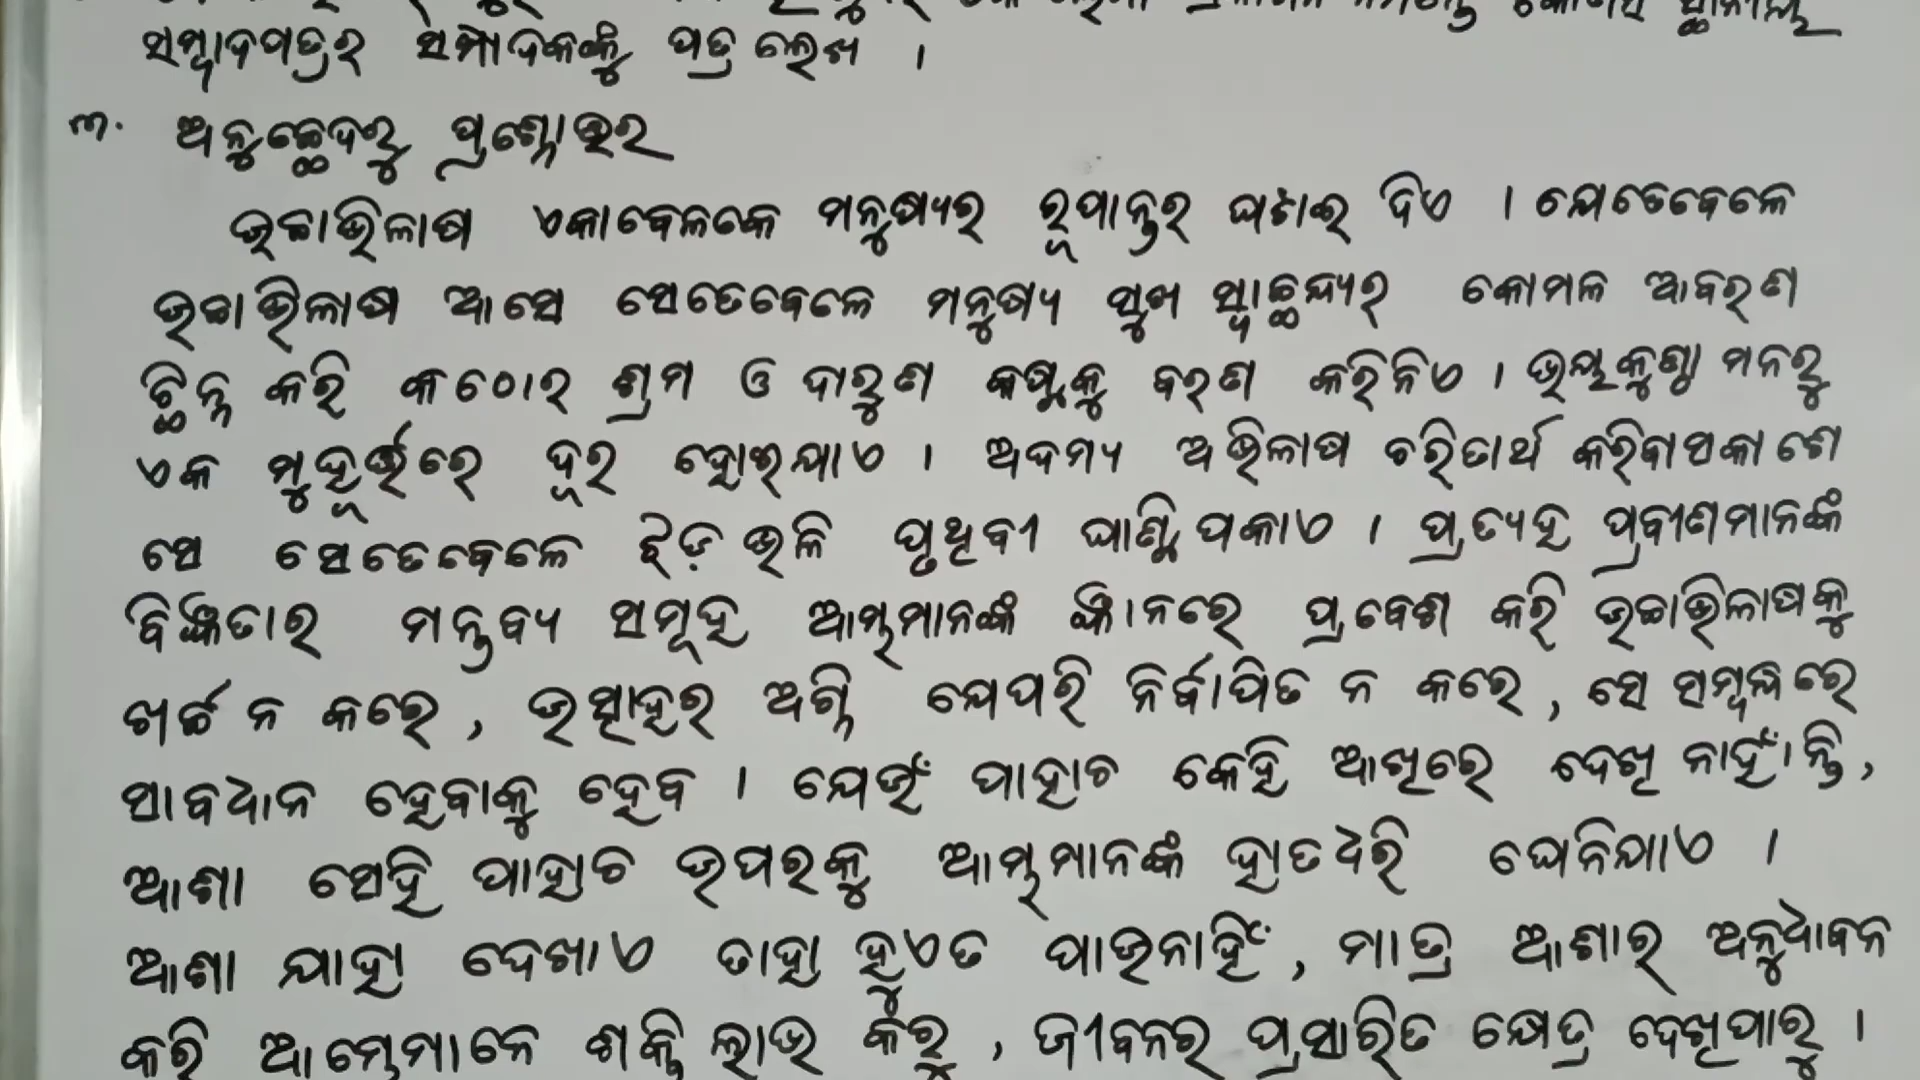 ସମ୍ବାଦପତ୍ରର ସମ୍ପାଦକଙ୍କୁ ପତ୍ର ଲେଖ ।
୩. ଅନୁଚ୍ଛେଦରୁ ପ୍ରଶ୍ନୋତ୍ତର
ଉଚ୍ଚାଭିଳାଷ ଏକାବେଳକେ ମନୁଷ୍ୟର ରୂପାନ୍ତର ଘଟାଇ ଦିଏ । ଯେତେବେଳେ
ଉଚ୍ଚାଭିଳାଷ ଆସେ ସେତେବେଳେ ମନୁଷ୍ୟ ସୁଖ ସ୍ୱାଚ୍ଛନ୍ଦ୍ୟର କୋମଳ ଆବରଣ
ଛିନ୍ନ କରି କଠୋର ଶ୍ରମ ଓ ଦାରୁଣ କଷ୍ଟକୁ ବରଣ କରିନିଏ । ଭୟକୁଣ୍ଠା ମନରୁ
ଏକ ମୁହୂର୍ତ୍ତରେ ଦୂର ହୋଇଯାଏ । ଅଦମ୍ୟ ଅଭିଳାଷ ଚରିତାର୍ଥ କରିବାସକାଶେ
ସେ ସେତେବେଳେ ଝଡ଼ ଭଳି ପୃଥିବୀ ଘାଣ୍ଟି ପକାଏ । ପ୍ରତ୍ୟହ ପ୍ରବୀଣମାନଙ୍କ
ବିଜ୍ଞତାର ମନ୍ତବ୍ୟ ସମୂହ ଆମ୍ଭମାନଙ୍କ ଜ୍ଞାନରେ ପ୍ରବେଶ କରି ଉଚ୍ଚାଭିଳାଷକୁ
ଖର୍ଚ୍ଚ ନ କରେ, ଉତ୍ସାହର ଅଗ୍ନି ଯେପରି ନିର୍ବାପିତ ନ କରେ, ସେ ସମ୍ବନ୍ଧରେ
ସାବଧାନ ହେବାକୁ ହେବ । ଯେଉଁ ପାହାଚ କେହି ଆଖିରେ ଦେଖି ନାହାଁନ୍ତି,
ଆଶା ସେହି ପାହାଚ ଉପରକୁ ଆମ୍ଭମାନଙ୍କ ହାତଧରି ଘେନିଯାଏ ।
ଆଶା ଯାହା ଦେଖାଏ ତାହା ହୁଏତ ପାଉନାହିଁ, ମାତ୍ର ଆଶାର ଅନୁଧାବନ
କରି ଆମ୍ଭେମାନେ ଶକ୍ତି ଲାଭ କରୁ, ଜୀବନର ପ୍ରସାରିତ କ୍ଷେତ୍ର ଦେଖିପାରୁ ।